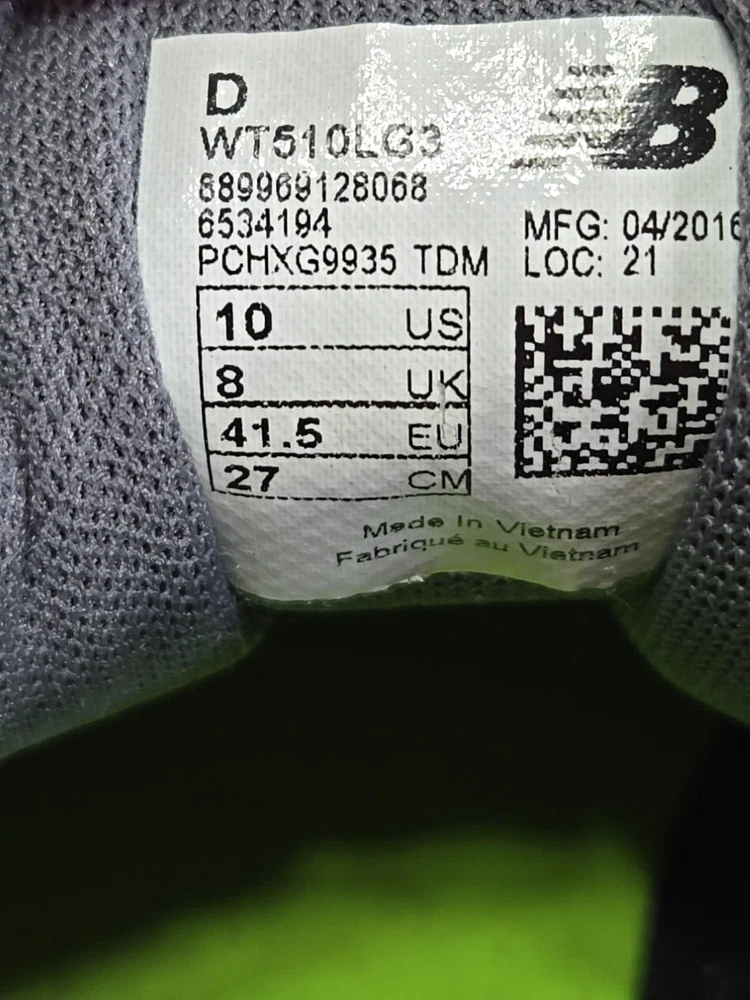 D
WT510LG3
889969128068
6534194
MFG: 04/2016
PCHXG9935 TDM
LOC: 21
10 US
8 UK
41.5 EU
27 CM
Made In Vietnam
Fabriqué au Vietnam